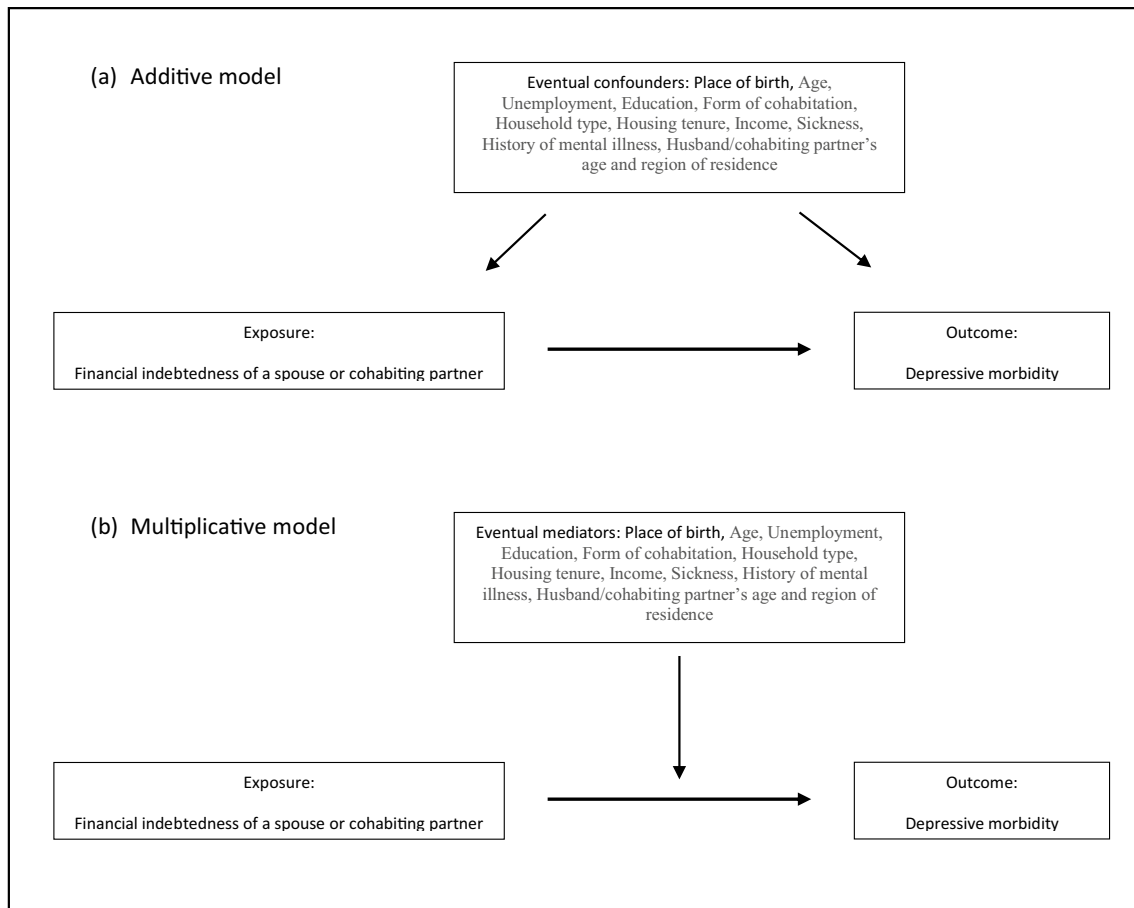 (a) Additive model
Eventual confounders: Place of birth, Age,
Unemployment, Education, Form of cohabitation,
Household type, Housing tenure, Income, Sickness,
History of mental illness, Husband/cohabiting partner’s
age and region of residence
Exposure:
Financial indebtedness of a spouse or cohabiting partner
Outcome:
Depressive morbidity
(b) Multiplicative model
Eventual mediators: Place of birth, Age, Unemployment,
Education, Form of cohabitation, Household type,
Housing tenure, Income, Sickness, History of mental
illness, Husband/cohabiting partner’s age and region of
residence
Exposure:
Financial indebtedness of a spouse or cohabiting partner
Outcome:
Depressive morbidity